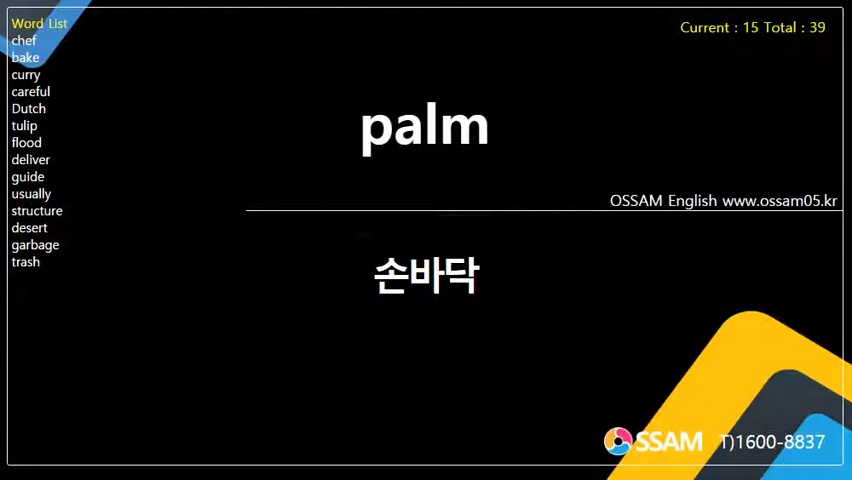 Word List
chef
bake
curry
careful
Dutch
tulip
flood
deliver
guide
usually
structure
desert
garbage
trash
Current : 15 Total : 39
palm
OSSAM English www.ossam05.kr
손바닥
OSSAM T)1600-8837